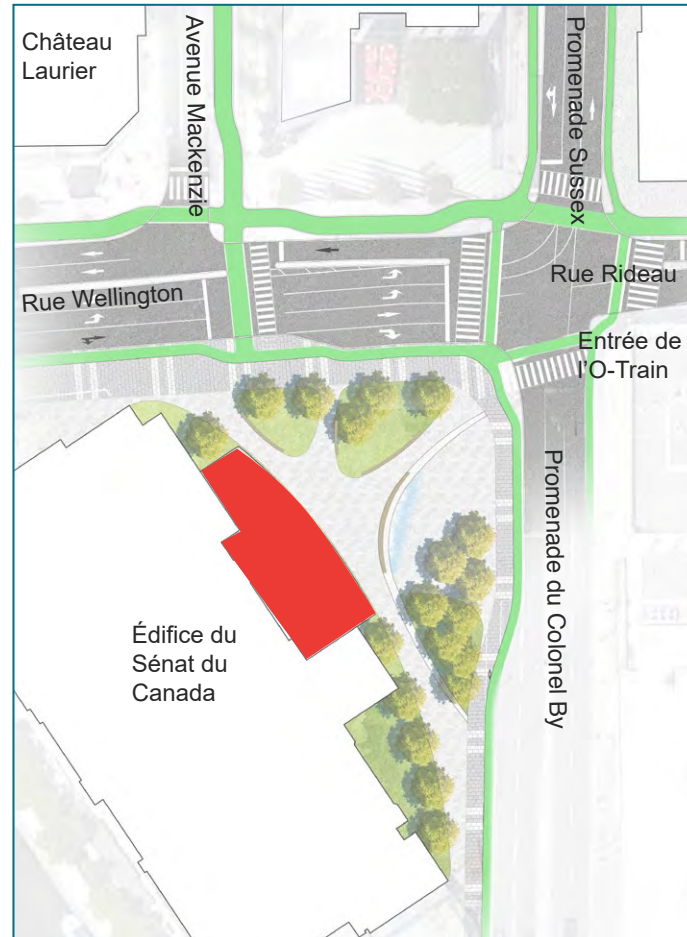 Château
Laurier
Avenue Mackenzie
Promenade Sussex
Rue Wellington
Rue Rideau
Entrée de
l'O-Train
Promenade du Colonel By
Édifice du
Sénat du
Canada